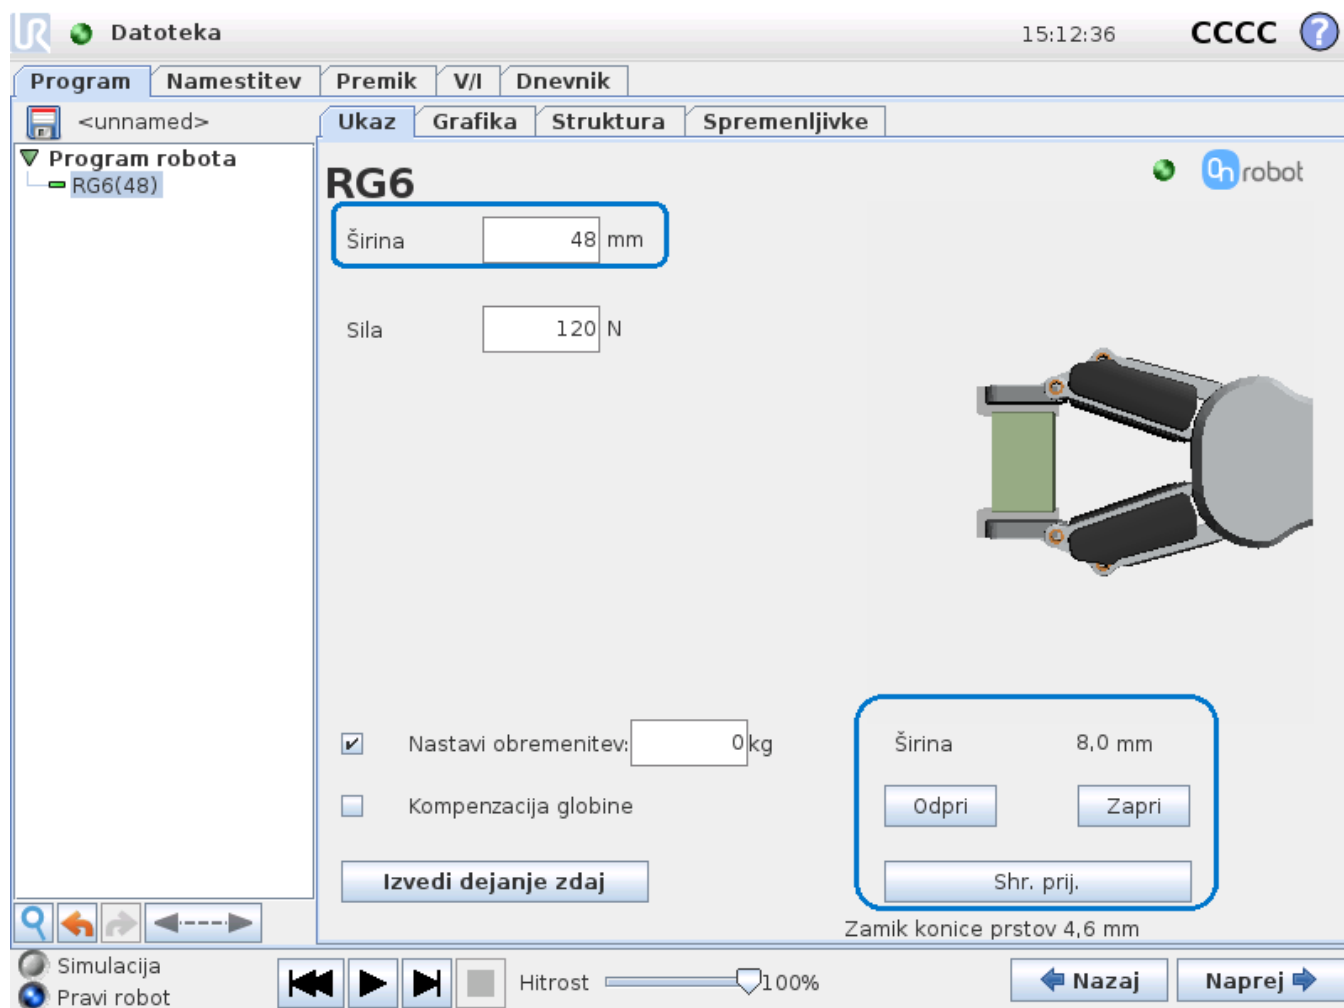 UR Datoteka 15:12:36 CCCC ?
Program Namestitev Premik V/I Dnevnik
<unnamed> Ukaz Grafika Struktura Spremenljivke
Program robota
RG6(48)
RG6
On robot
Širina 48 mm
Sila 120 N
Nastavi obremenitev: 0 kg
Širina 8,0 mm
Kompenzacija globine
Odpri Zapri
Izvedi dejanje zdaj
Shr. prij.
Zamik konice prstov 4,6 mm
Simulacija
Pravi robot
Hitrost 100%
Nazaj Naprej